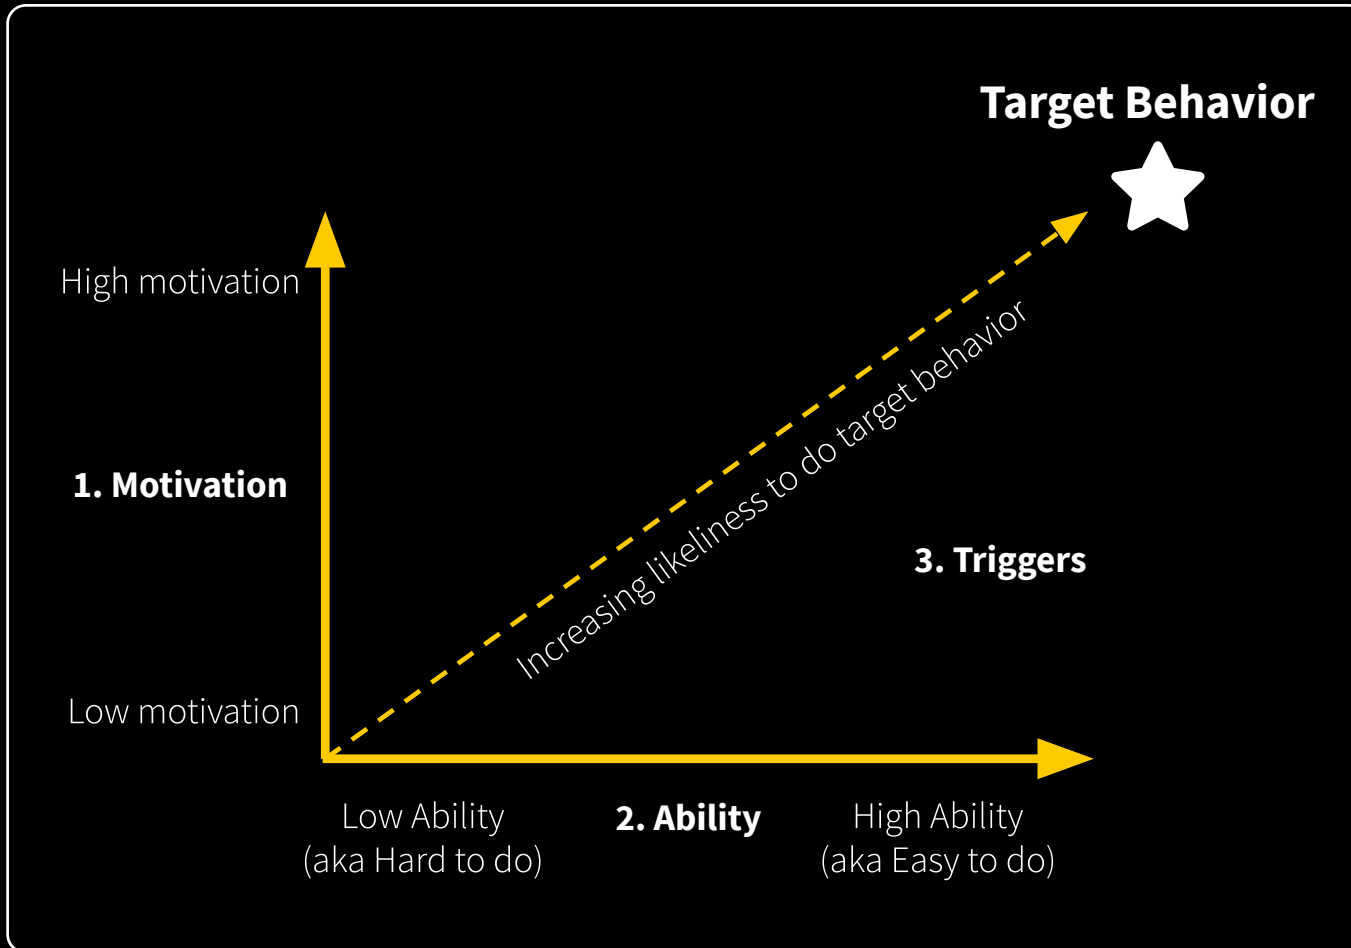 Target Behavior
High motivation
Increasing likeliness to do target behavior
1. Motivation
3. Triggers
Low motivation
Low Ability
(aka Hard to do)
2. Ability
High Ability
(aka Easy to do)